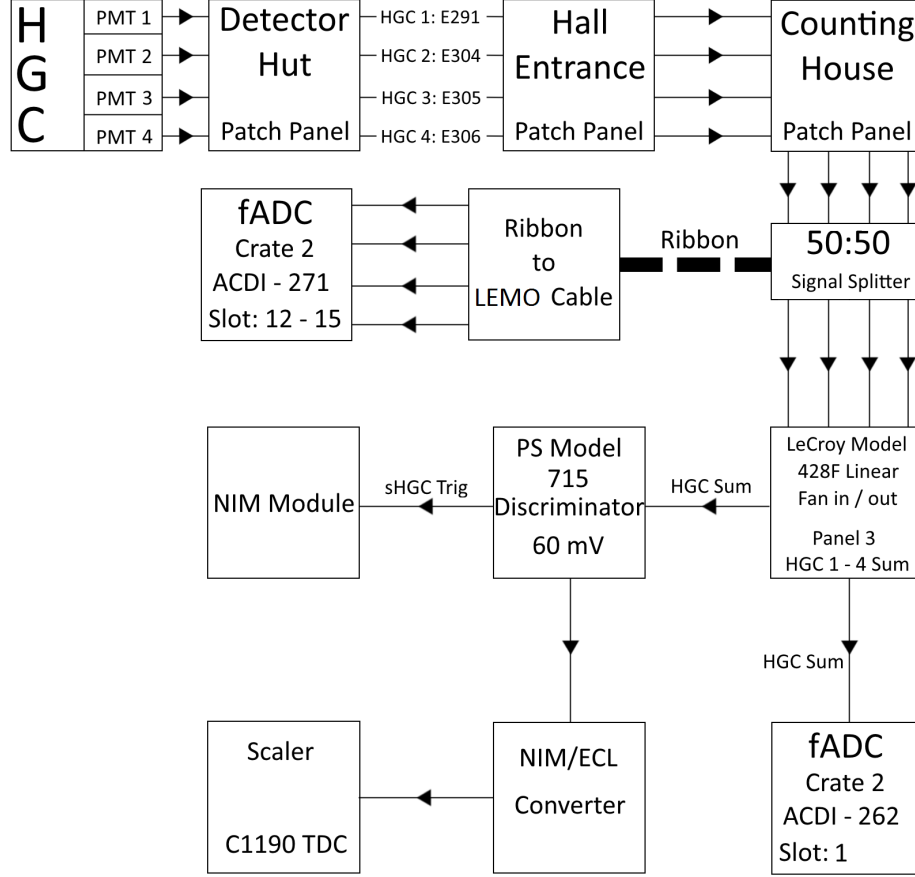 H
G
C
PMT 1
PMT 2
PMT 3
PMT 4
Detector
Hut
Patch Panel
HGC 1: E291
HGC 2: E304
HGC 3: E305
HGC 4: E306
Hall
Entrance
Patch Panel
Counting
House
Patch Panel
fADC
Crate 2
ACDI - 271
Slot: 12 - 15
Ribbon
to
LEMO Cable
Ribbon
50:50
Signal Splitter
NIM Module
sHGC Trig
PS Model
715
Discriminator
60 mV
HGC Sum
LeCroy Model
428F Linear
Fan in / out
Panel 3
HGC 1 - 4 Sum
HGC Sum
Scaler
C1190 TDC
NIM/ECL
Converter
fADC
Crate 2
ACDI - 262
Slot: 1